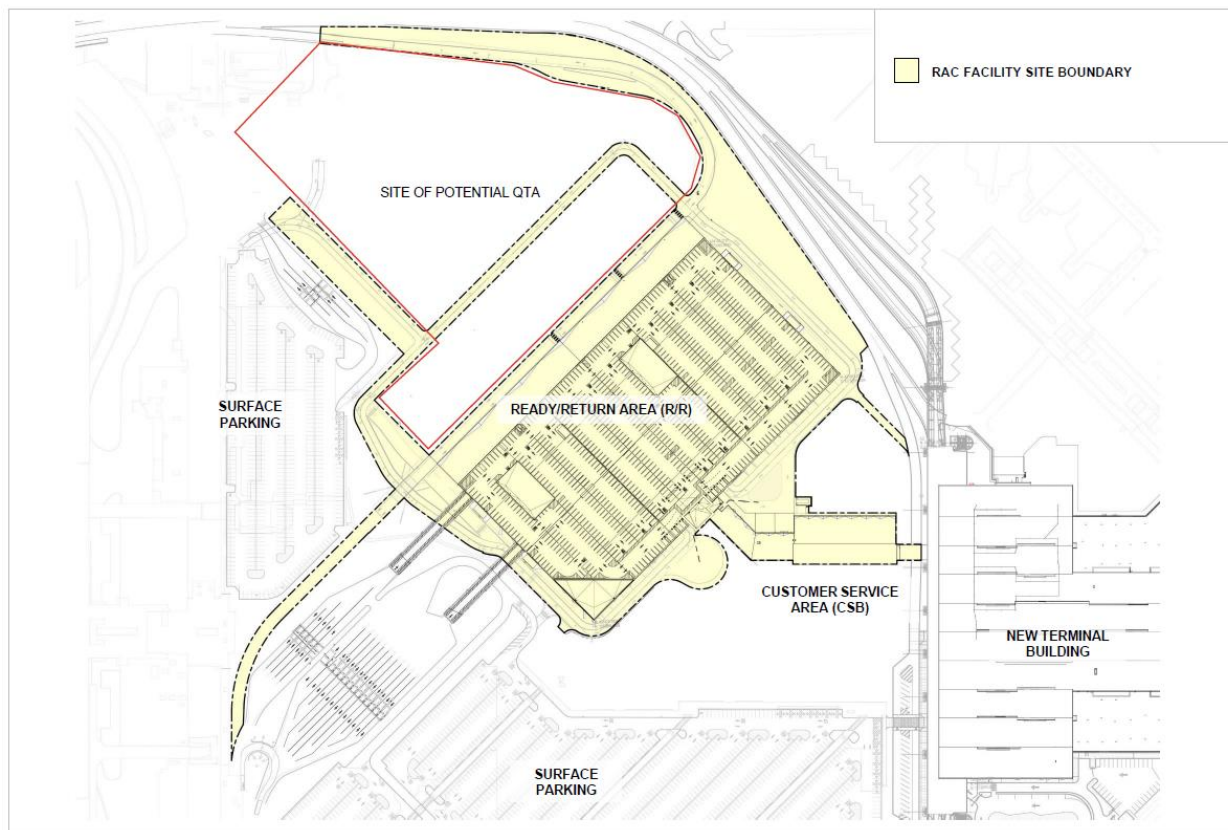 RAC FACILITY SITE BOUNDARY
SITE OF POTENTIAL QTA
SURFACE
PARKING
READY/RETURN AREA (R/R)
CUSTOMER SERVICE
AREA (CSB)
NEW TERMINAL
BUILDING
SURFACE
PARKING